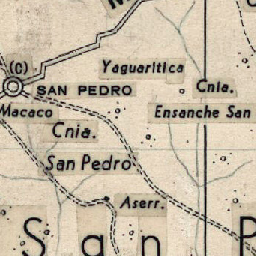 (C)
Yaguaritica
SAN PEDRO
Cnia.
Macaco
Ensanche San
Cnia.
San Pedro
Aserr.
San P